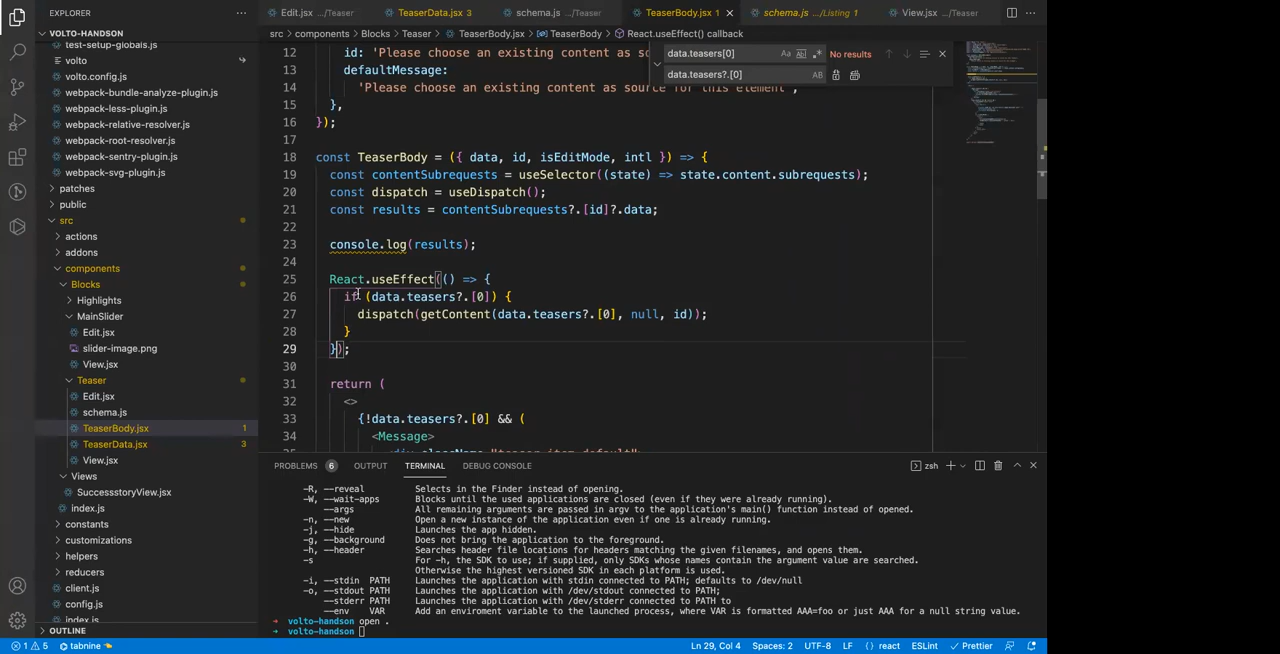 EXPLORER
···
Edit.jsx .../Teaser
TeaserData.jsx 3
schema.js .../Teaser
TeaserBody.jsx 1
schema.js .../Listing 1
View.jsx .../Teaser
···
VOLTO-HANDSON
test-setup-globals.js
volto
volto.config.js
webpack-bundle-analyze-plugin.js
webpack-less-plugin.js
webpack-relative-resolver.js
webpack-root-resolver.js
webpack-sentry-plugin.js
webpack-svg-plugin.js
patches
public
src
actions
addons
components
Blocks
Highlights
MainSlider
Edit.jsx
slider-image.png
View.jsx
Teaser
Edit.jsx
schema.js
TeaserBody.jsx 1
TeaserData.jsx 3
View.jsx
Views
SuccessstoryView.jsx
index.js
constants
customizations
helpers
reducers
client.js
config.js
index.js
OUTLINE
src > components > Blocks > Teaser > TeaserBody.jsx > TeaserBody > React.useEffect() callback
data.teasers[0]
Aa
ab
.*
No results
data.teasers?.[0]
AB
12 id: 'Please choose an existing content as so
13 defaultMessage:
14 'Please choose an existing content as source for this element',
15 },
16 });
17
18 const TeaserBody = ({ data, id, isEditMode, intl }) => {
19 const contentSubrequests = useSelector((state) => state.content.subrequests);
20 const dispatch = useDispatch();
21 const results = contentSubrequests?.[id]?.data;
22
23 console.log(results);
24
25 React.useEffect(() => {
26 if (data.teasers?.[0]) {
27 dispatch(getContent(data.teasers?.[0], null, id));
28 }
29 });
30
31 return (
32 <>
33 {!data.teasers?.[0] && (
34 <Message>
PROBLEMS 6
OUTPUT
TERMINAL
DEBUG CONSOLE
zsh
-R, --reveal Selects in the Finder instead of opening.
-W, --wait-apps Blocks until the used applications are closed (even if they were already running).
--args All remaining arguments are passed in argv to the application's main() function instead of opened.
-n, --new Open a new instance of the application even if one is already running.
-j, --hide Launches the app hidden.
-g, --background Does not bring the application to the foreground.
-h, --header Searches header file locations for headers matching the given filenames, and opens them.
-s For -h, the SDK to use; if supplied, only SDKs whose names contain the argument value are searched.
Otherwise the highest versioned SDK in each platform is used.
-i, --stdin PATH Launches the application with stdin connected to PATH; defaults to /dev/null
-o, --stdout PATH Launches the application with /dev/stdout connected to PATH;
--stderr PATH Launches the application with /dev/stderr connected to PATH to
--env VAR Add an enviroment variable to the launched process, where VAR is formatted AAA=foo or just AAA for a null string value.
→ volto-handson open .
→ volto-handson
1 5
tabnine
Ln 29, Col 4
Spaces: 2
UTF-8
LF
{} react
ESLint
Prettier